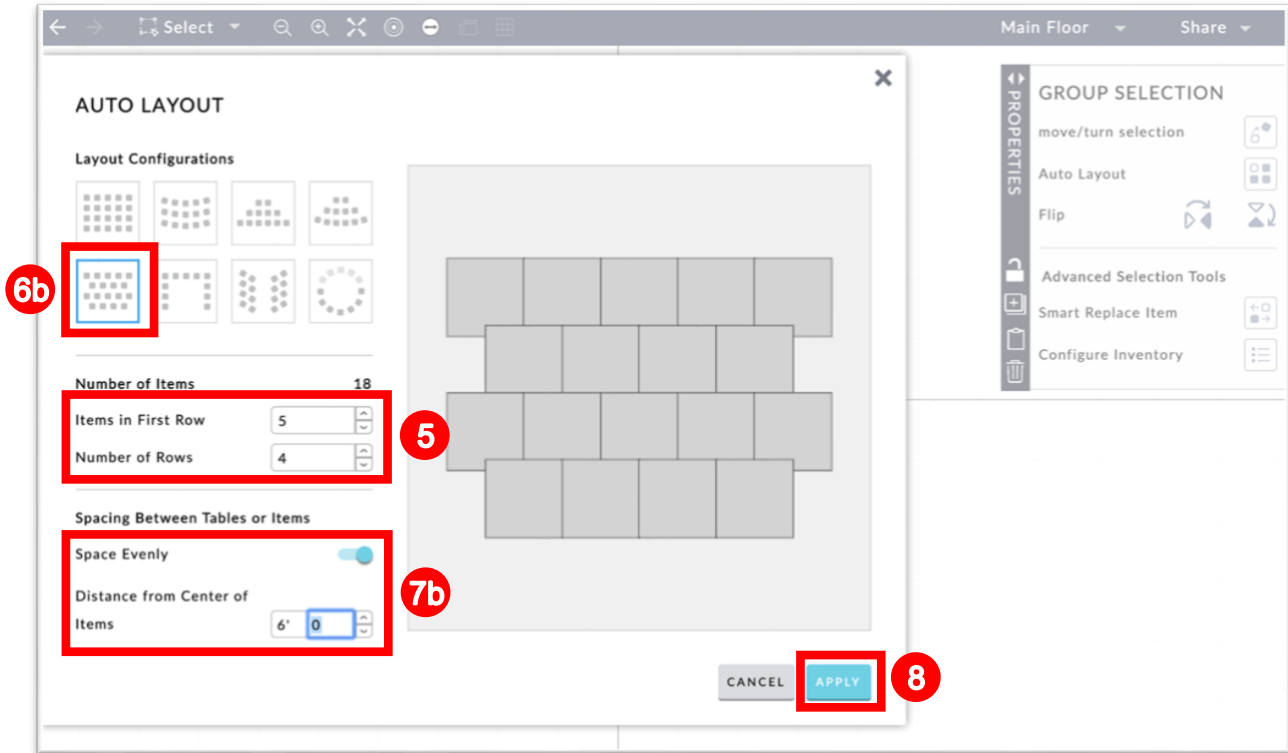 Select
Main Floor
Share
AUTO LAYOUT
Layout Configurations
6b
Number of Items 18
Items in First Row 5
Number of Rows 4
5
Spacing Between Tables or Items
Space Evenly
Distance from Center of
Items 6' 0
7b
CANCEL
APPLY
8
PROPERTIES
GROUP SELECTION
move/turn selection
Auto Layout
Flip
Advanced Selection Tools
Smart Replace Item
Configure Inventory